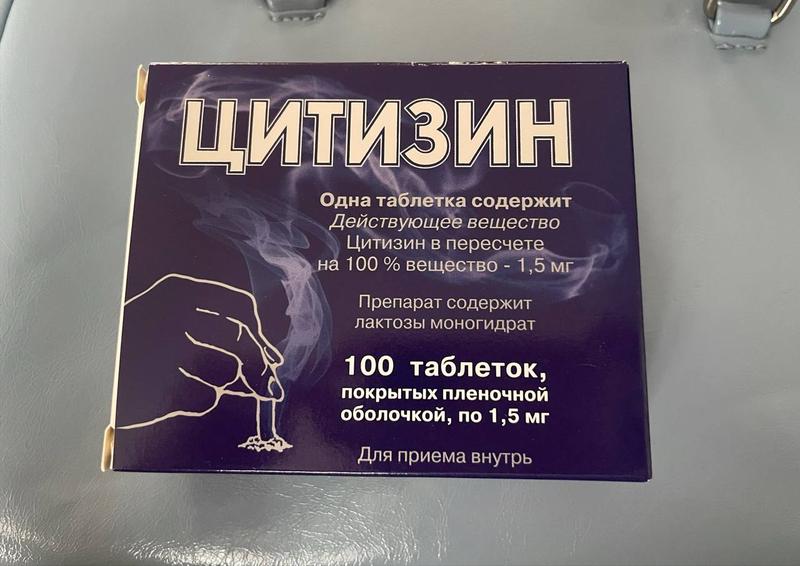 ЦИТИЗИН
Одна таблетка содержит
Действующее вещество
Цитизин в пересчете
на 100 % вещество - 1,5 мг
Препарат содержит
лактозы моногидрат
100 таблеток,
покрытых пленочной
оболочкой, по 1,5 мг
Для приема внутрь